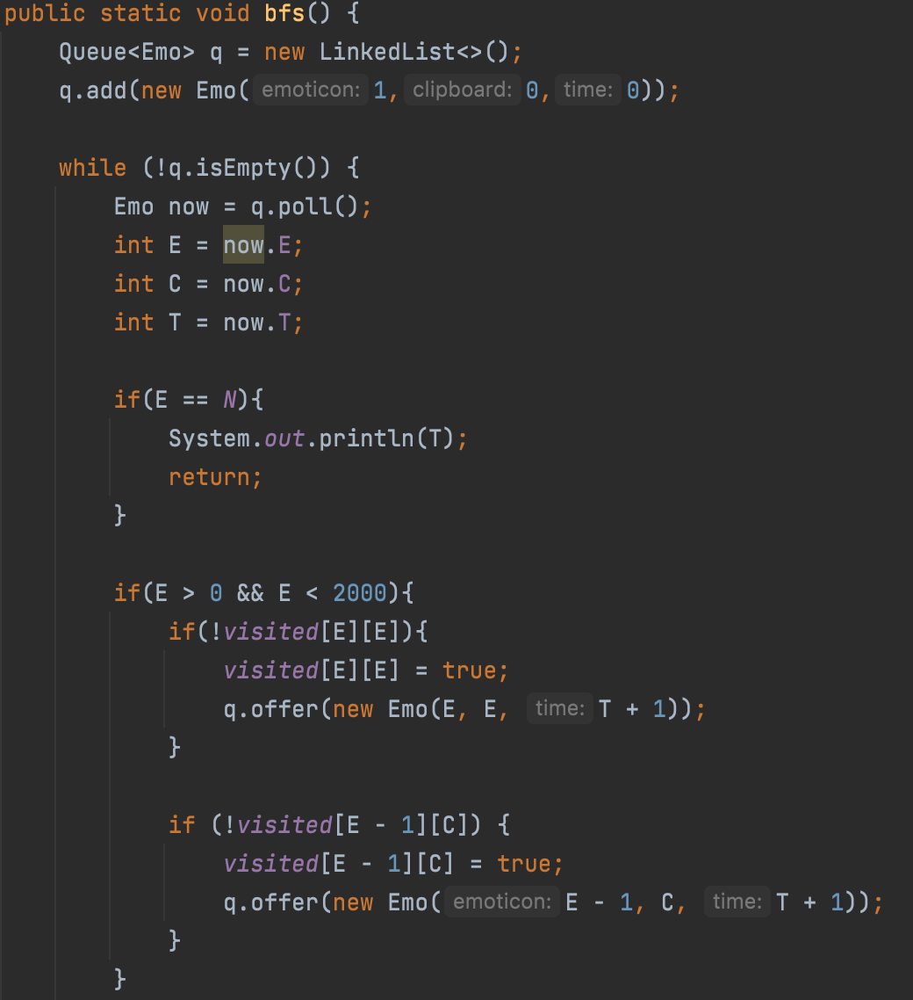 public static void bfs() {
Queue<Emo> q = new LinkedList<>();
q.add(new Emo( emoticon: 1, clipboard: 0, time: 0));
while (!q.isEmpty()) {
Emo now = q.poll();
int E = now.E;
int C = now.C;
int T = now.T;
if(E == N){
System.out.println(T);
return;
}
if(E > 0 && E < 2000){
if(!visited[E][E]){
visited[E][E] = true;
q.offer(new Emo(E, E, time: T + 1));
}
if (!visited[E - 1][C]) {
visited[E - 1][C] = true;
q.offer(new Emo( emoticon: E - 1, C, time: T + 1));
}
}